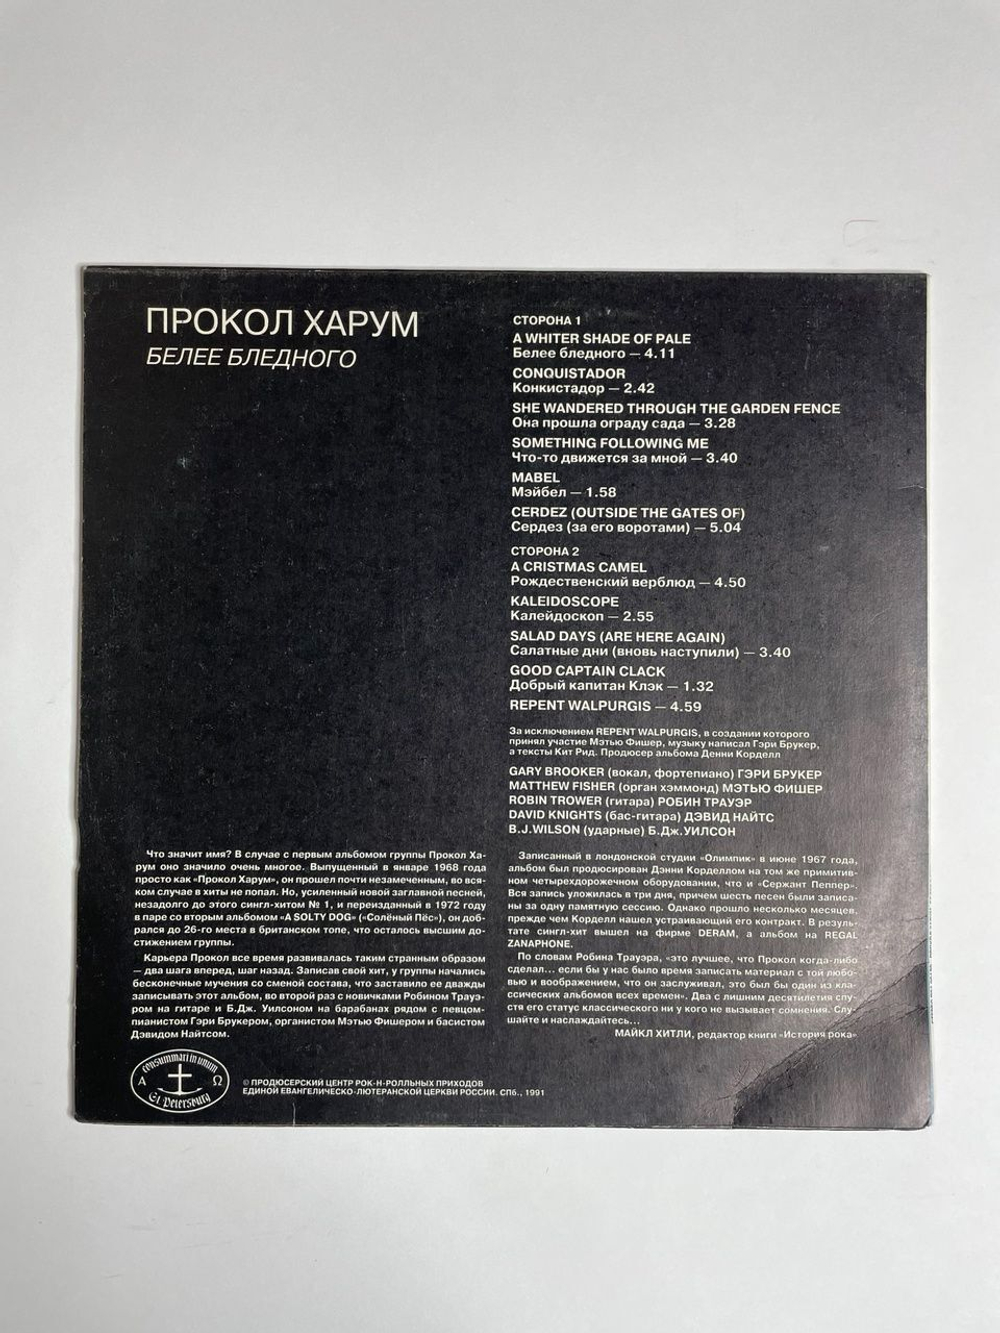 ПРОКОЛ ХАРУМ
БЕЛЕЕ БЛЕДНОГО
СТОРОНА 1
A WHITER SHADE OF PALE
Белее бледного — 4.11
CONQUISTADOR
Конкистадор — 2.42
SHE WANDERED THROUGH THE GARDEN FENCE
Она прошла ограду сада — 3.28
SOMETHING FOLLOWING ME
Что-то движется за мной — 3.40
MABEL
Мэйбел — 1.58
CERDEZ (OUTSIDE THE GATES OF)
Сердез (за его воротами) — 5.04
СТОРОНА 2
A CRISTMAS CAMEL
Рождественский верблюд — 4.50
KALEIDOSCOPE
Калейдоскоп — 2.55
SALAD DAYS (ARE HERE AGAIN)
Салатные дни (вновь наступили) — 3.40
GOOD CAPTAIN CLACK
Добрый капитан Клэк — 1.32
REPENT WALPURGIS — 4.59
За исключением REPENT WALPURGIS, в создании которого
принял участие Мэтью Фишер, музыку написал Гэри Брукер,
а тексты Кит Рид. Продюсер альбома Денни Корделл
GARY BROOKER (вокал, фортепиано) ГЭРИ БРУКЕР
MATTHEW FISHER (орган хэммонд) МЭТЬЮ ФИШЕР
ROBIN TROWER (гитара) РОБИН ТРАУЭР
DAVID KNIGHTS (бас-гитара) ДЭВИД НАЙТС
B.J.WILSON (ударные) Б.Дж.УИЛСОН
Что значит имя? В случае с первым альбомом группы Прокол Ха-
рум оно значило очень многое. Выпущенный в январе 1968 года
просто как «Прокол Харум», он прошел почти незамеченным, во вся-
ком случае в хиты не попал. Но, усиленный новой заглавной песней,
незадолго до этого сингл-хитом № 1, и переизданный в 1972 году
в паре со вторым альбомом «A SOLTY DOG» («Солёный Пёс»), он доб-
рался до 26-го места в британском топе, что осталось высшим до-
стижением группы.
Карьера Прокол все время развивалась таким странным образом
— два шага вперед, шаг назад. Записав свой хит, у группы начались
бесконечные мучения со сменой состава, что заставило ее дважды
записывать этот альбом, во второй раз с новичками Робином Трауэ-
ром на гитаре и Б.Дж. Уилсоном на барабанах рядом с певцом-
пианистом Гэри Брукером, органистом Мэтью Фишером и басистом
Дэвидом Найтсом.
Записанный в лондонской студии «Олимпик» в июне 1967 года,
альбом был продюсирован Дэнни Корделлом на том же примитив-
ном четырехдорожечном оборудовании, что и «Сержант Пеппер».
Вся запись уложилась в три дня, причем шесть песен были записа-
ны за одну памятную сессию. Однако прошло несколько месяцев,
прежде чем Корделл нашел устраивающий его контракт. В резуль-
тате сингл-хит вышел на фирме DERAM, а альбом на REGAL
ZANAPHONE.
По словам Робина Трауэра, «это лучшее, что Прокол когда-либо
сделал... если бы у нас было время записать материал с той любо-
вью и воображением, что он заслуживал, это был бы один из кла-
ссических альбомов всех времен». Два с лишним десятилетия спу-
стя его статус классического ни у кого не вызывает сомнения. Слу-
шайте и наслаждайтесь...
МАЙКЛ ХИТЛИ, редактор книги «История рока»
consummari in unum
Α Ω
St. Petersburg
© ПРОДЮСЕРСКИЙ ЦЕНТР РОК-Н-РОЛЛЬНЫХ ПРИХОДОВ
ЕДИНОЙ ЕВАНГЕЛИЧЕСКО-ЛЮТЕРАНСКОЙ ЦЕРКВИ РОССИИ. СПб., 1991